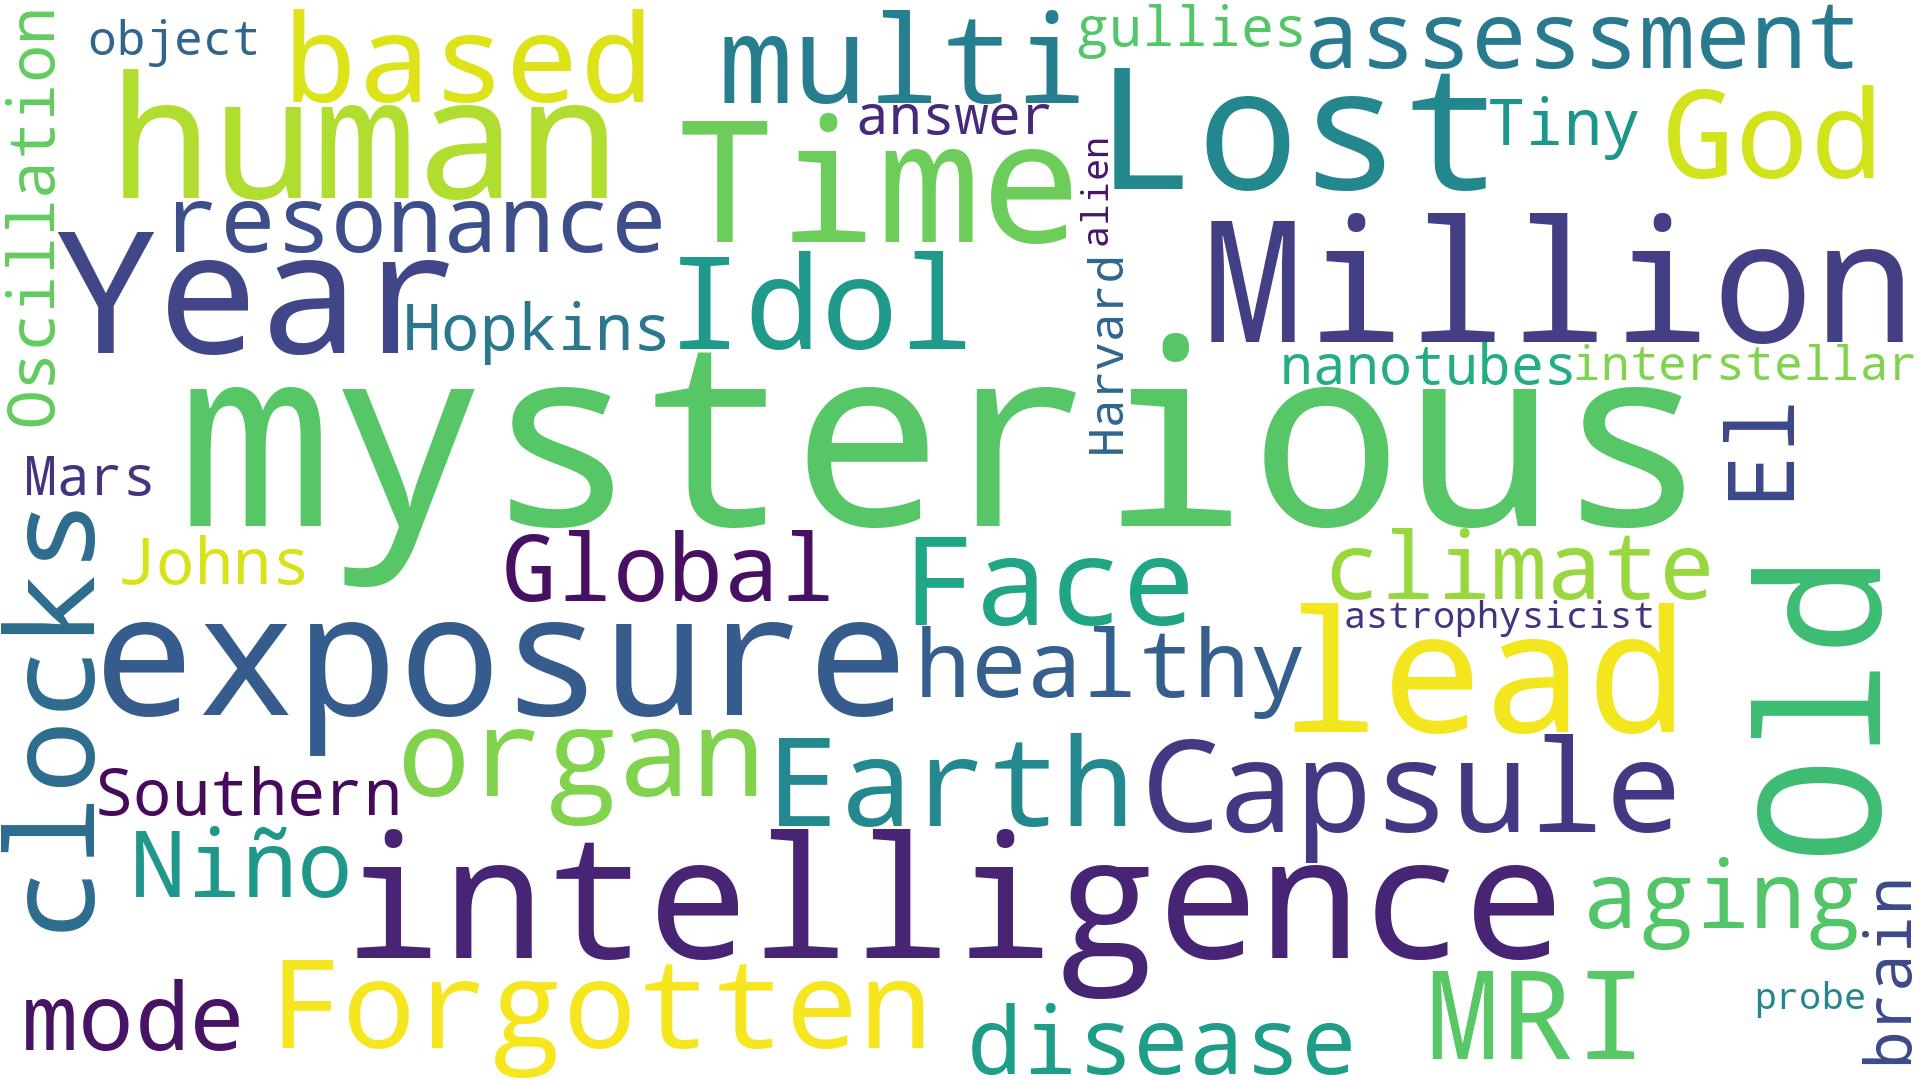 object
based
multi
gullies
assessment
Oscillation
human
Time
answer
Lost
Tiny
God
alien
resonance
Year
Hopkins
Idol
Harvard
Million
nanotubes
interstellar
mysterious
El
Mars
clocks
Johns
Global
Face
climate
astrophysicist
Old
exposure
healthy
lead
organ
Southern
Earth
Capsule
Niño
intelligence
aging
brain
mode
Forgotten
disease
MRI
probe